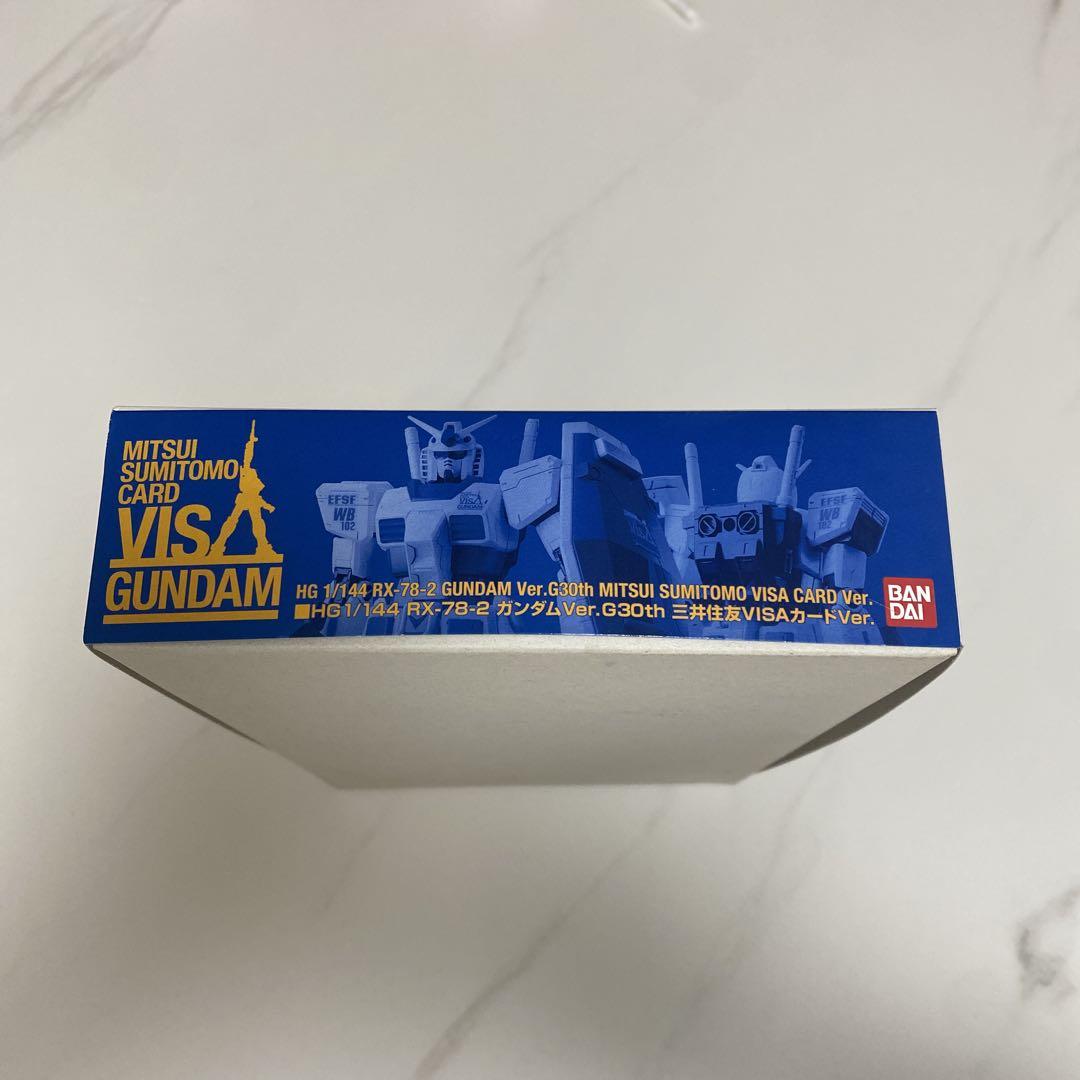 MITSUI
SUMITOMO
CARD
VISA
GUNDAM
EFSF
WB
102
VISA
GUNDAM
EFSF
WB
102
HG 1/144 RX-78-2 GUNDAM Ver.G30th MITSUI SUMITOMO VISA CARD Ver.
■HG1/144 RX-78-2 ガンダムVer.G30th 三井住友VISAカードVer.
BAN
DAI